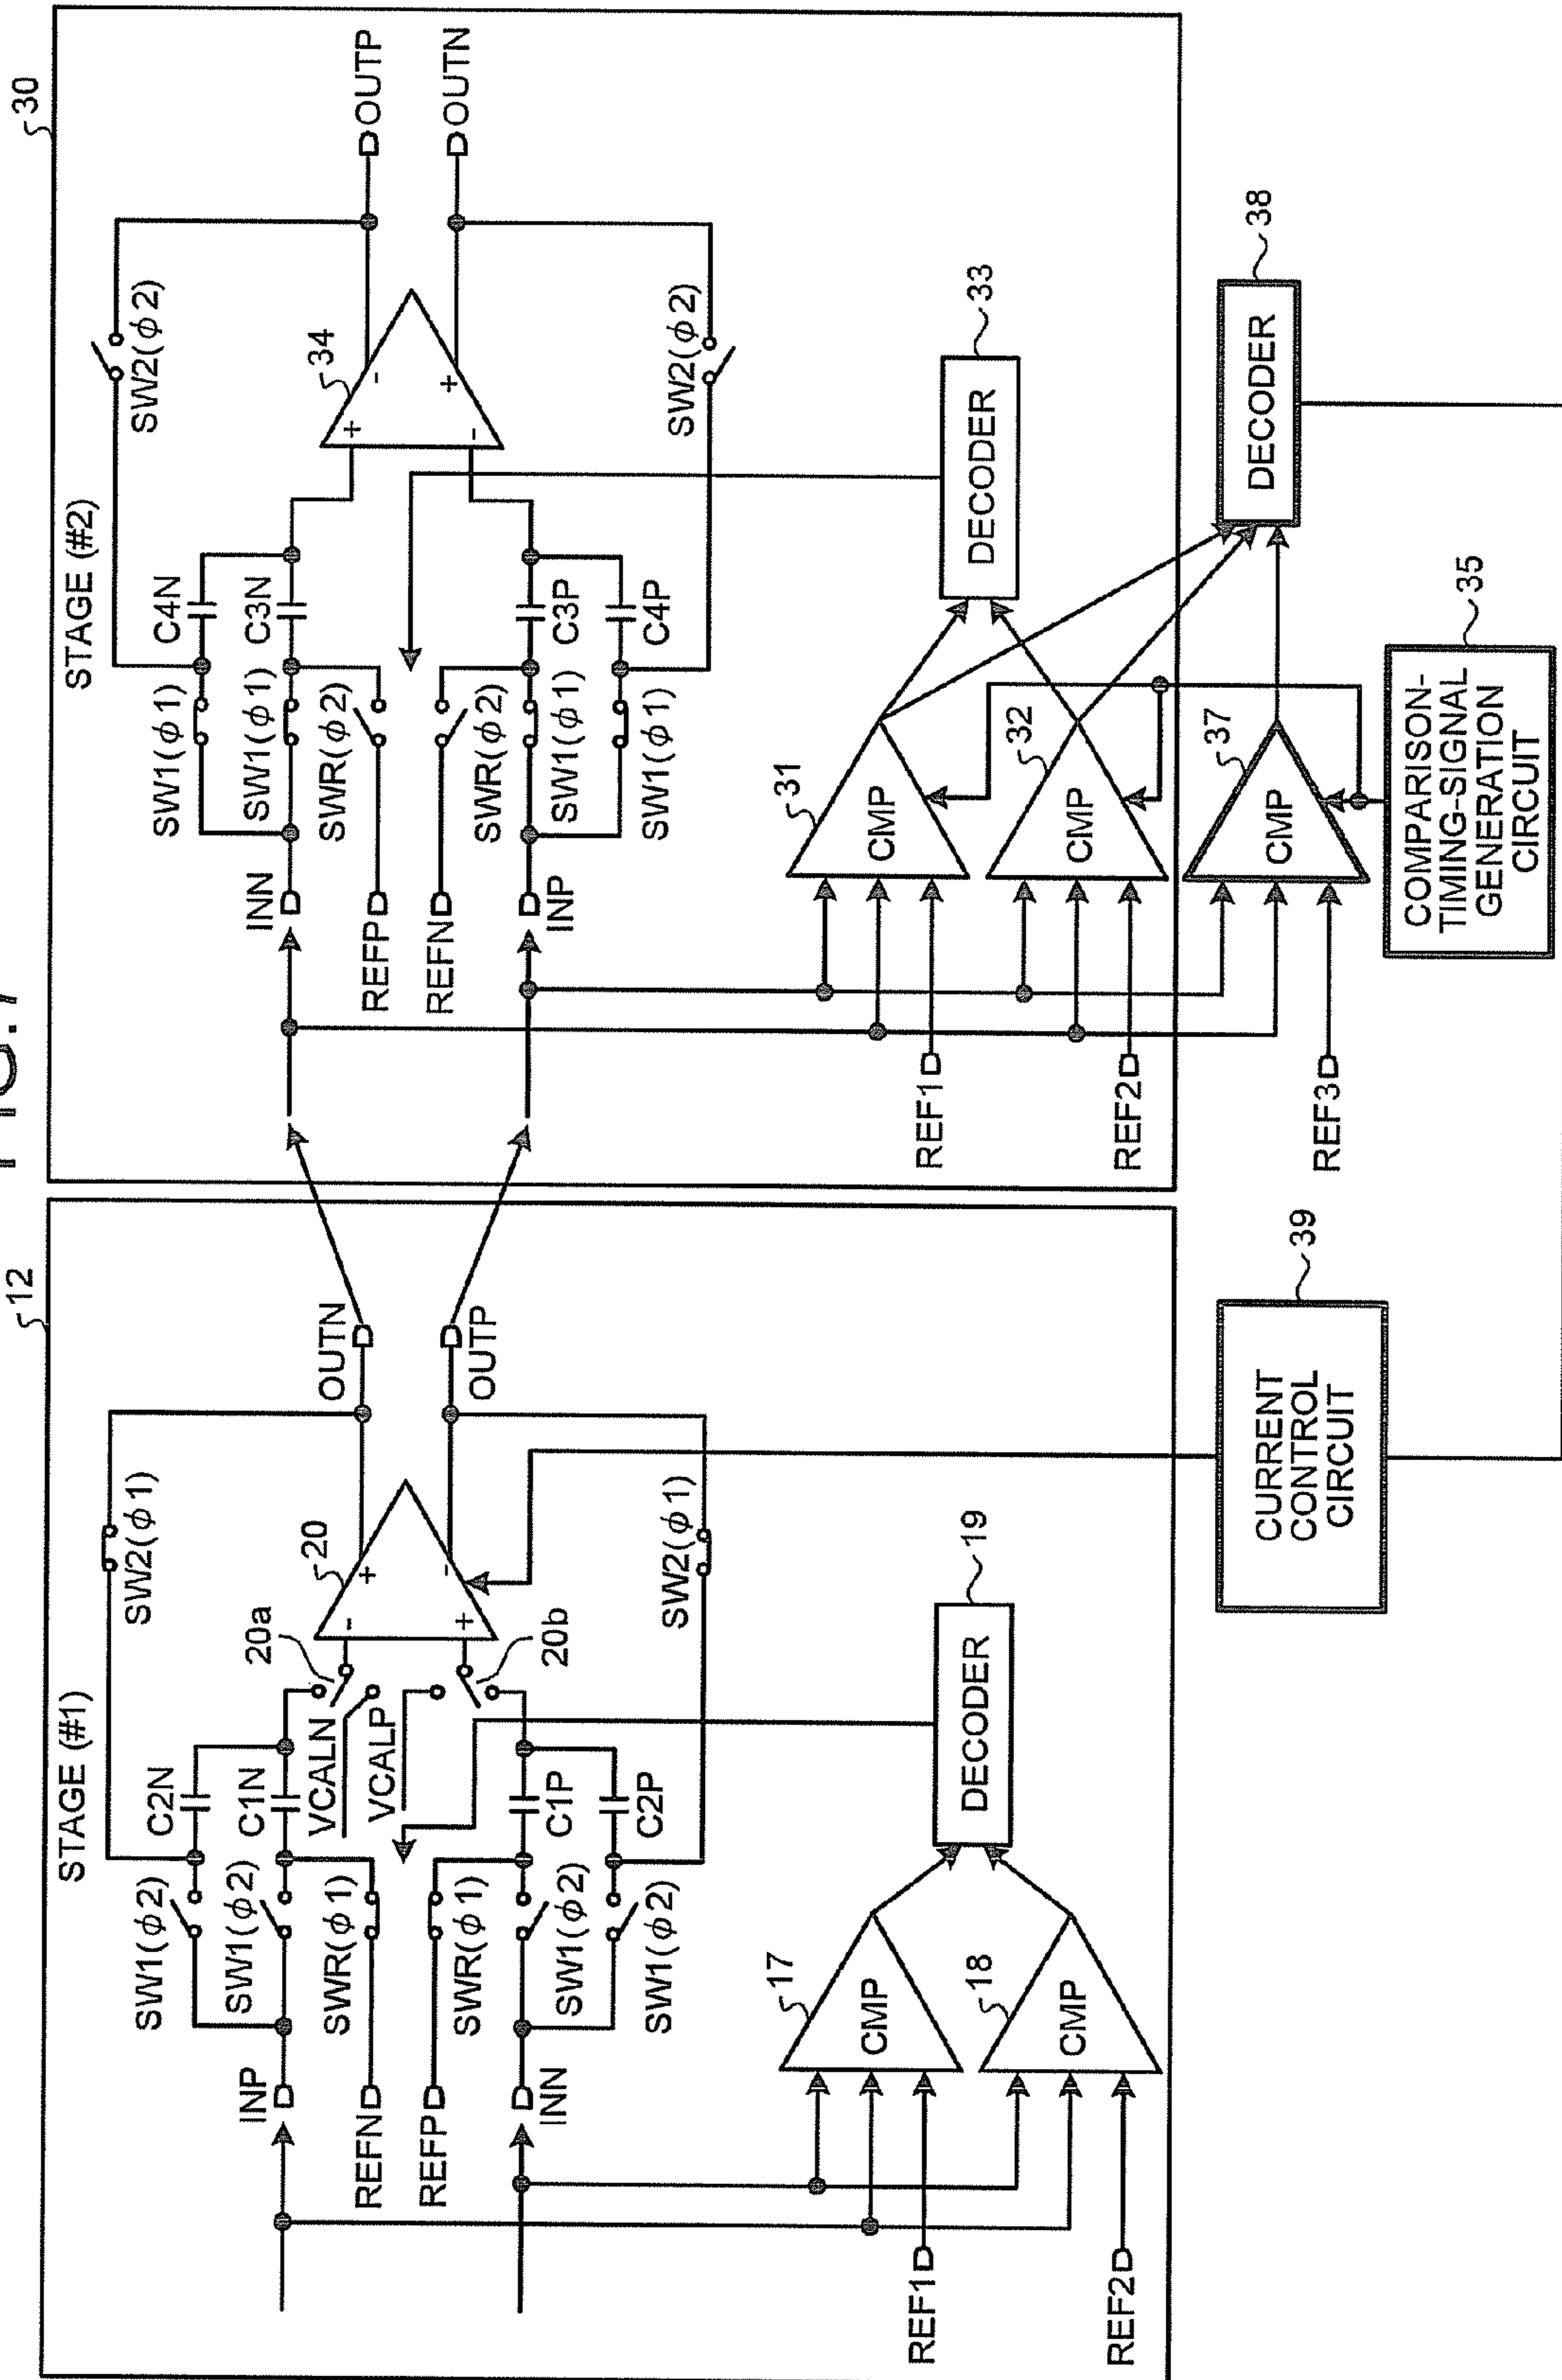 FIG.7
12
STAGE (#1)
SW2(ϕ1)
C2N
SW1(ϕ2)
C1N
SW1(ϕ2)
INP
VCALN
SWR(ϕ1)
REFN
VCALP
REFP
SWR(ϕ1)
C1P
SW1(ϕ2)
INN
C2P
SW1(ϕ2)
20a
20
-
+
+
-
20b
OUTN
OUTP
SW2(ϕ1)
17
CMP
REF1
18
CMP
REF2
DECODER
19
CURRENT
CONTROL
CIRCUIT
39
30
STAGE (#2)
SW2(ϕ2)
C4N
SW1(ϕ1)
C3N
SW1(ϕ1)
INN
SWR(ϕ2)
REFP
REFN
SWR(ϕ2)
C3P
SW1(ϕ1)
INP
C4P
SW1(ϕ1)
34
+
-
-
+
OUTP
OUTN
SW2(ϕ2)
31
CMP
REF1
32
CMP
REF2
DECODER
33
37
CMP
REF3
DECODER
38
COMPARISON-
TIMING-SIGNAL
GENERATION
CIRCUIT
35